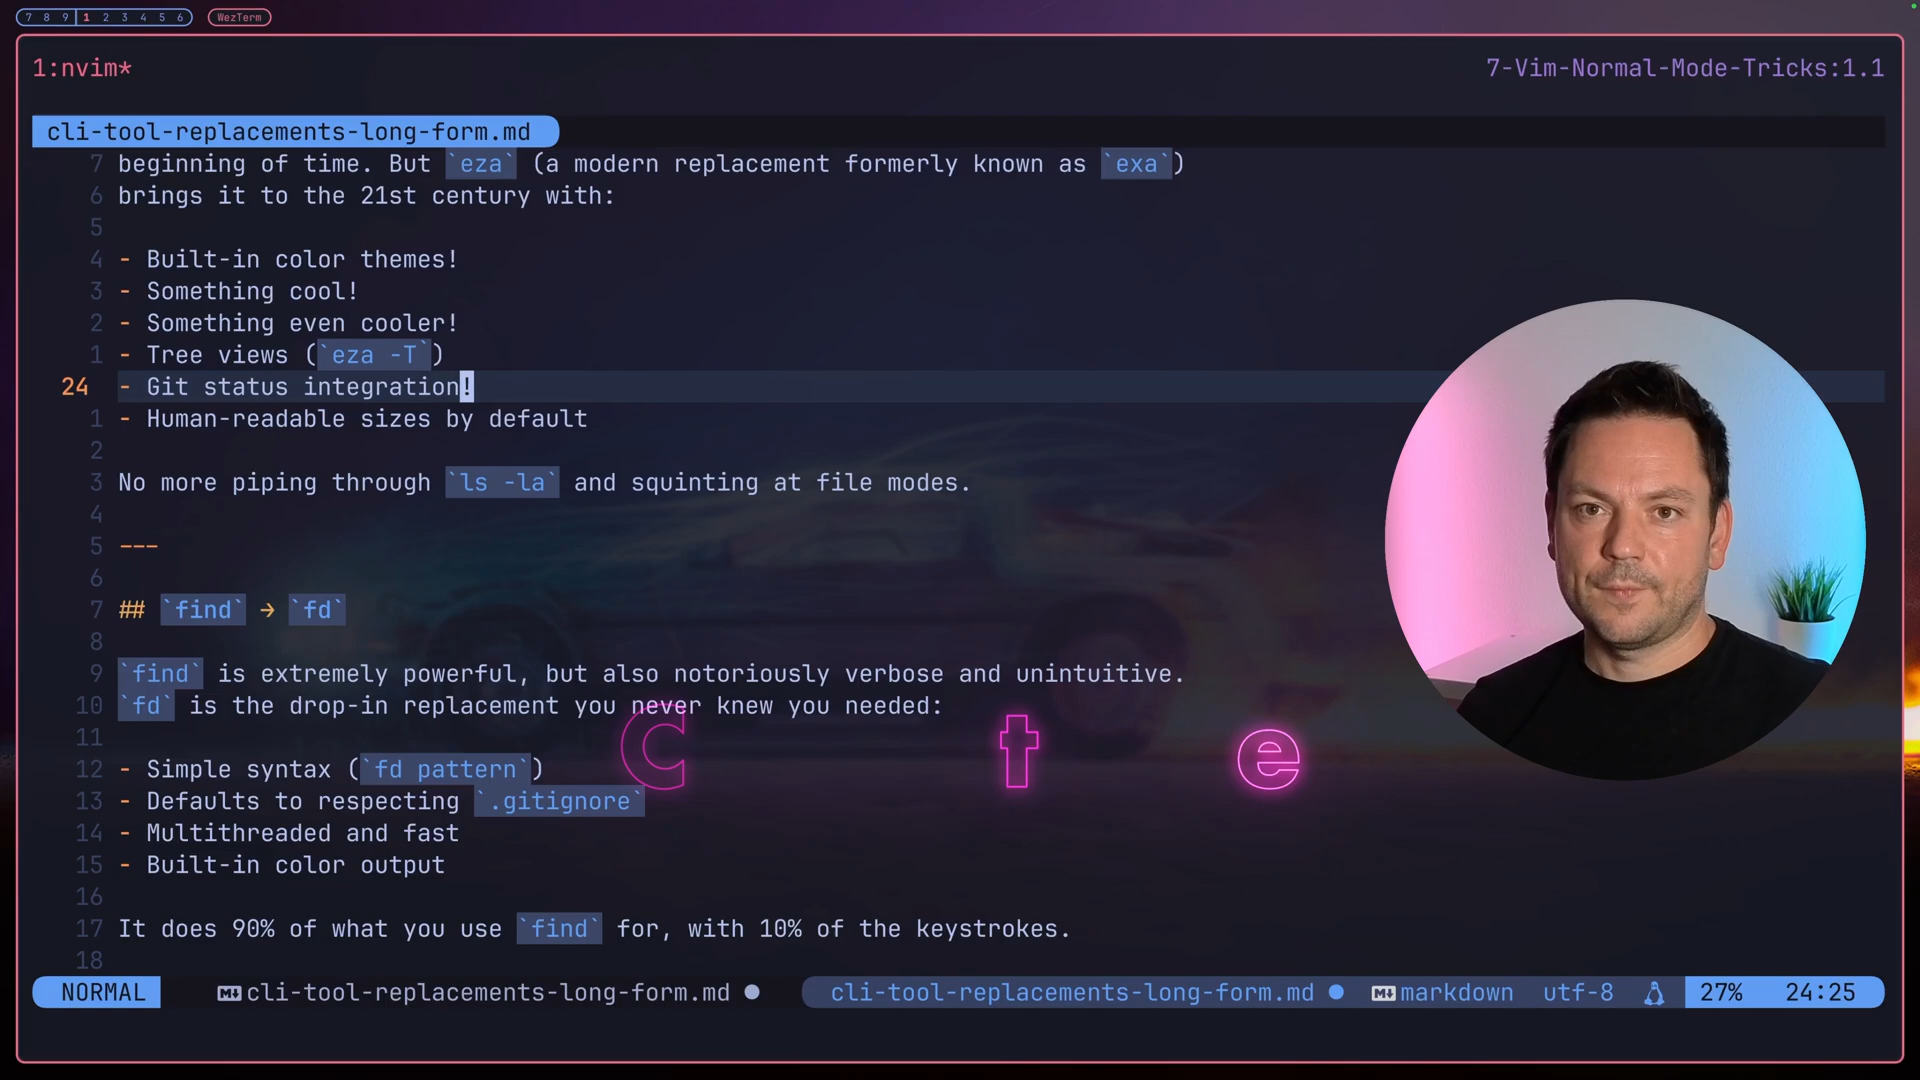 7 8 9 1 2 3 4 5 6 WezTerm
1:nvim* 7-Vim-Normal-Mode-Tricks:1.1
cli-tool-replacements-long-form.md
7 beginning of time. But `eza` (a modern replacement formerly known as `exa`)
6 brings it to the 21st century with:
5
4 - Built-in color themes!
3 - Something cool!
2 - Something even cooler!
1 - Tree views (`eza -T`)
24 - Git status integration!
1 - Human-readable sizes by default
2
3 No more piping through `ls -la` and squinting at file modes.
4
5 ---
6
7 ## `find` → `fd`
8
9 `find` is extremely powerful, but also notoriously verbose and unintuitive.
10 `fd` is the drop-in replacement you never knew you needed:
11
C t e
12 - Simple syntax (`fd pattern`)
13 - Defaults to respecting `.gitignore`
14 - Multithreaded and fast
15 - Built-in color output
16
17 It does 90% of what you use `find` for, with 10% of the keystrokes.
18
NORMAL M↓ cli-tool-replacements-long-form.md ● cli-tool-replacements-long-form.md ● M↓ markdown utf-8 27% 24:25